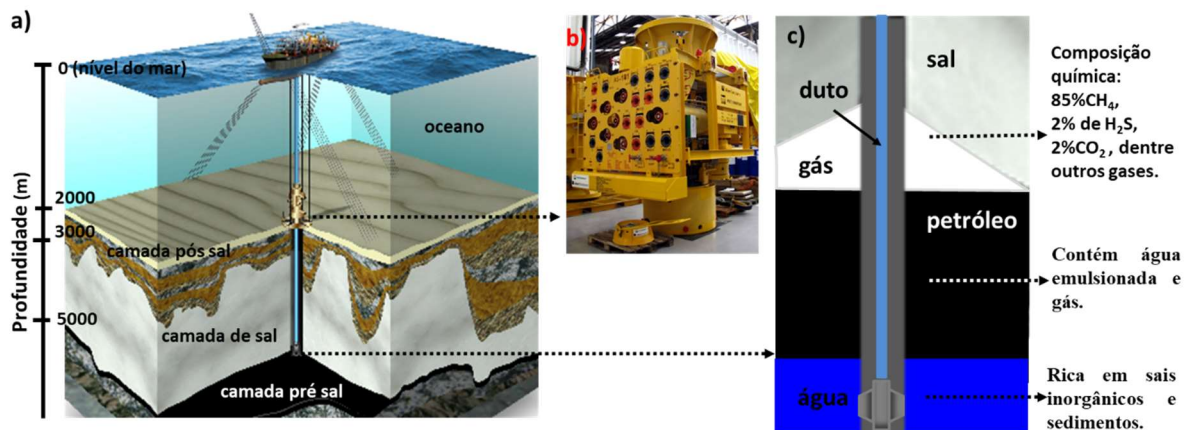 a)
0 (nível do mar)
oceano
2000
3000
camada pós sal
5000
camada de sal
camada pré sal
Profundidade (m)
b)
c)
sal
duto
gás
petróleo
água
Composição
química:
85%CH₄,
2% de H₂S,
2%CO₂ , dentre
outros gases.
Contém água
emulsionada e
gás.
Rica em sais
inorgânicos e
sedimentos.